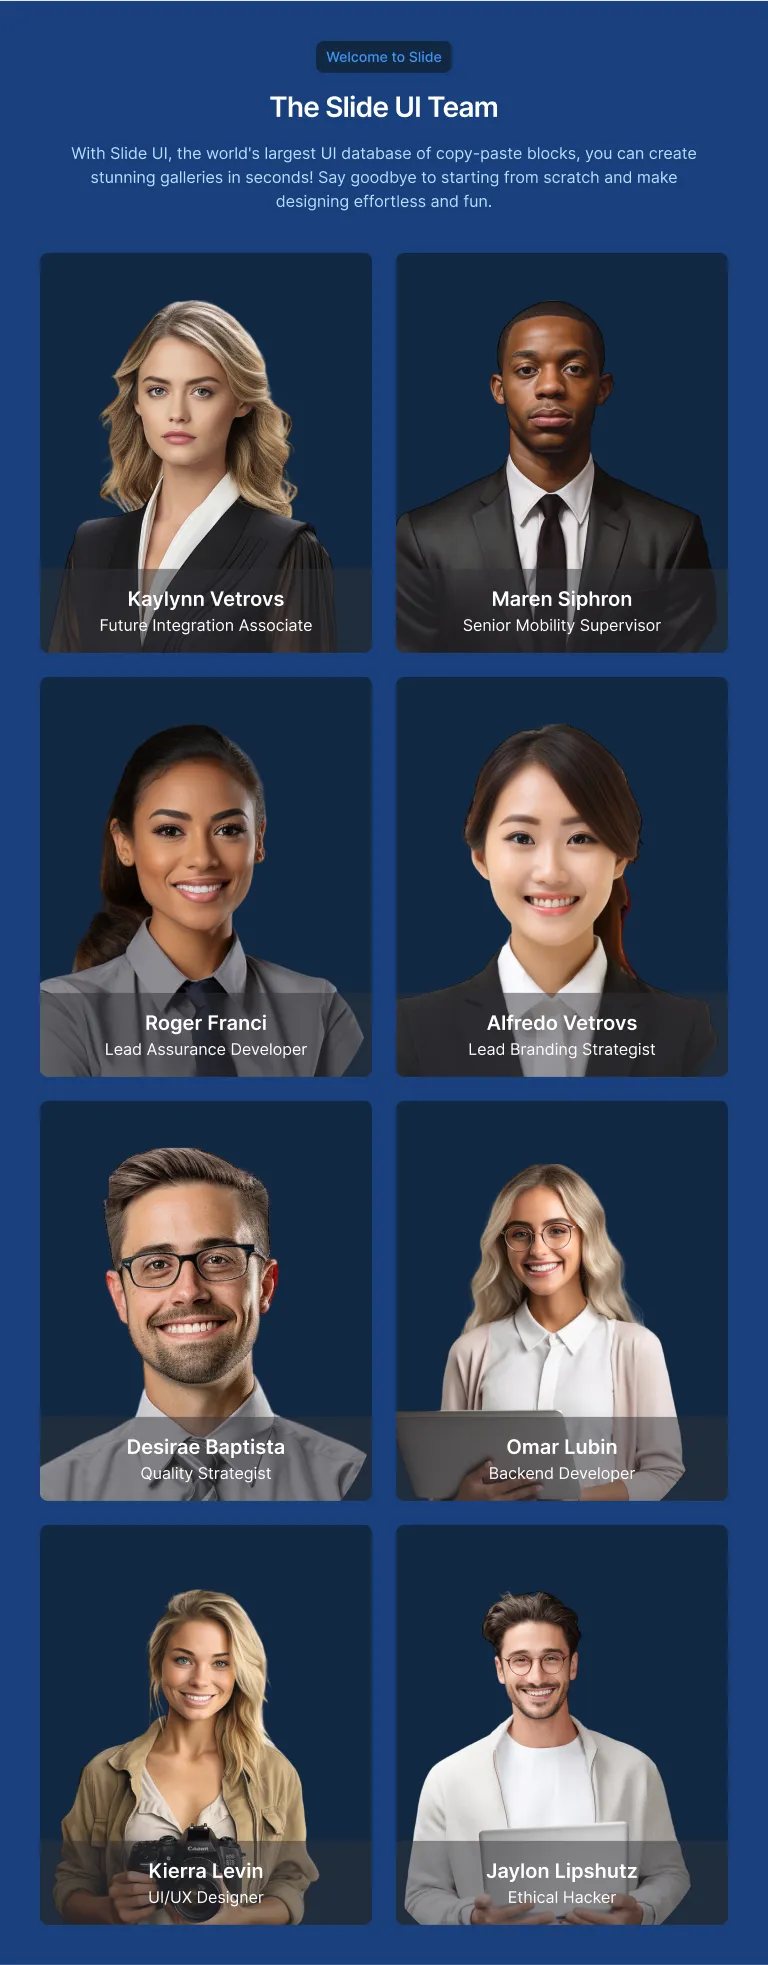 Welcome to Slide
The Slide UI Team
With Slide UI, the world's largest UI database of copy-paste blocks, you can create
stunning galleries in seconds! Say goodbye to starting from scratch and make
designing effortless and fun.
Kaylynn Vetrovs
Future Integration Associate
Maren Siphron
Senior Mobility Supervisor
Roger Franci
Lead Assurance Developer
Alfredo Vetrovs
Lead Branding Strategist
Desirae Baptista
Quality Strategist
Omar Lubin
Backend Developer
Canon
Kierra Levin
UI/UX Designer
Jaylon Lipshutz
Ethical Hacker